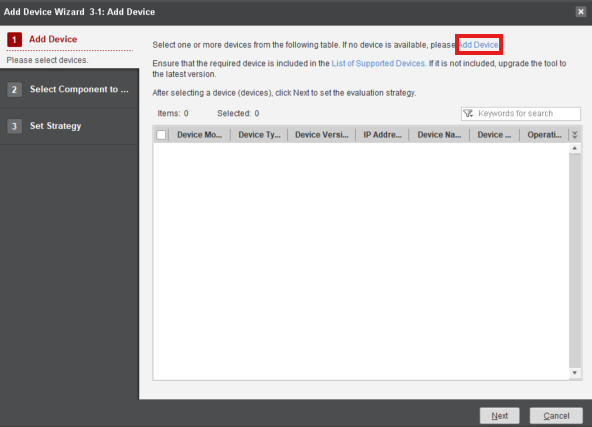 Add Device Wizard 3-1: Add Device
1 Add Device
Please select devices.
2 Select Component to ...
3 Set Strategy
Select one or more devices from the following table. If no device is available, please Add Device.
Ensure that the required device is included in the List of Supported Devices. If it is not included, upgrade the tool to
the latest version.
After selecting a device (devices), click Next to set the evaluation strategy.
Items: 0 Selected: 0 Keywords for search
Device Mo... Device Ty... Device Versi... IP Addre... Device Na... Device ... Operati...
Next Cancel